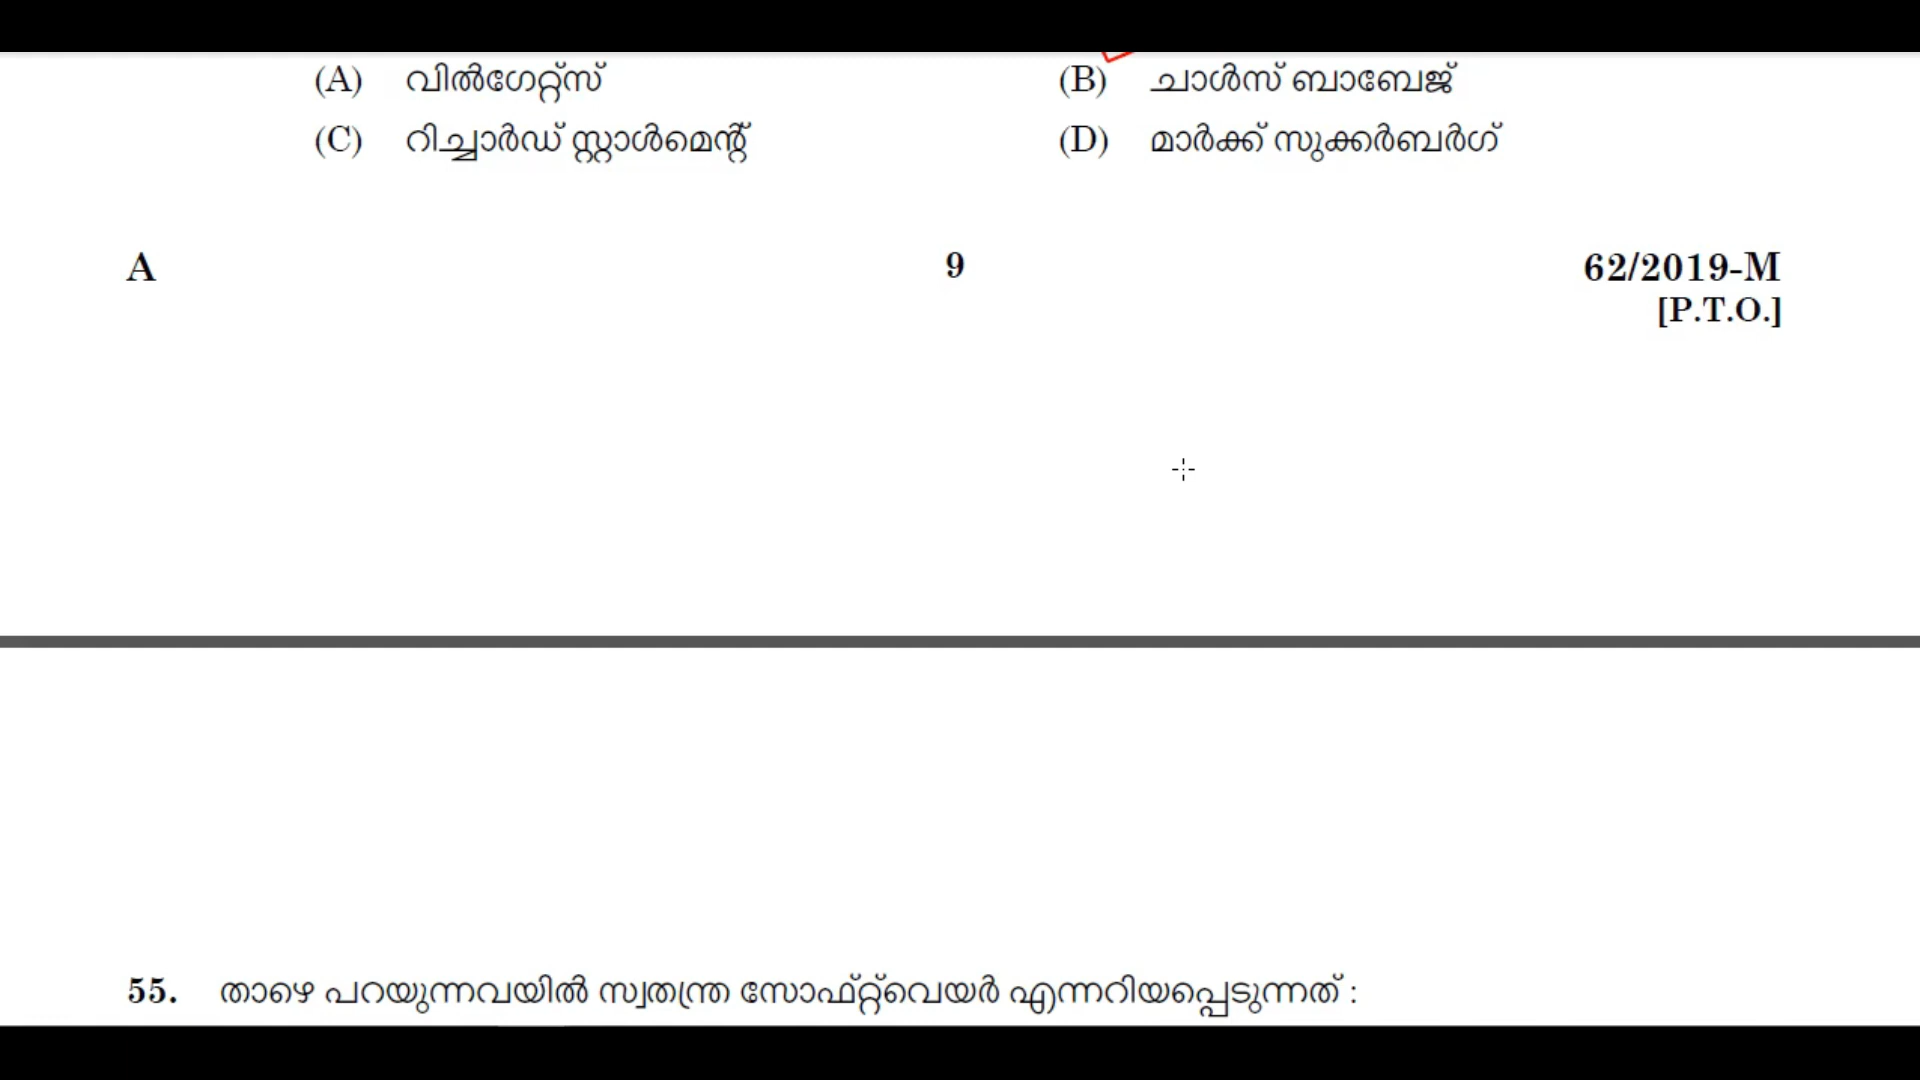 (A) വിൽഗേറ്റ്സ് (B) ചാൾസ് ബാബേജ്
(C) റിച്ചാർഡ് സ്റ്റാൾമെന്റ് (D) മാർക്ക് സുക്കർബർഗ്
A 9 62/2019-M
[P.T.O.]
55. താഴെ പറയുന്നവയിൽ സ്വതന്ത്ര സോഫ്റ്റ്‌വെയർ എന്നറിയപ്പെടുന്നത് :